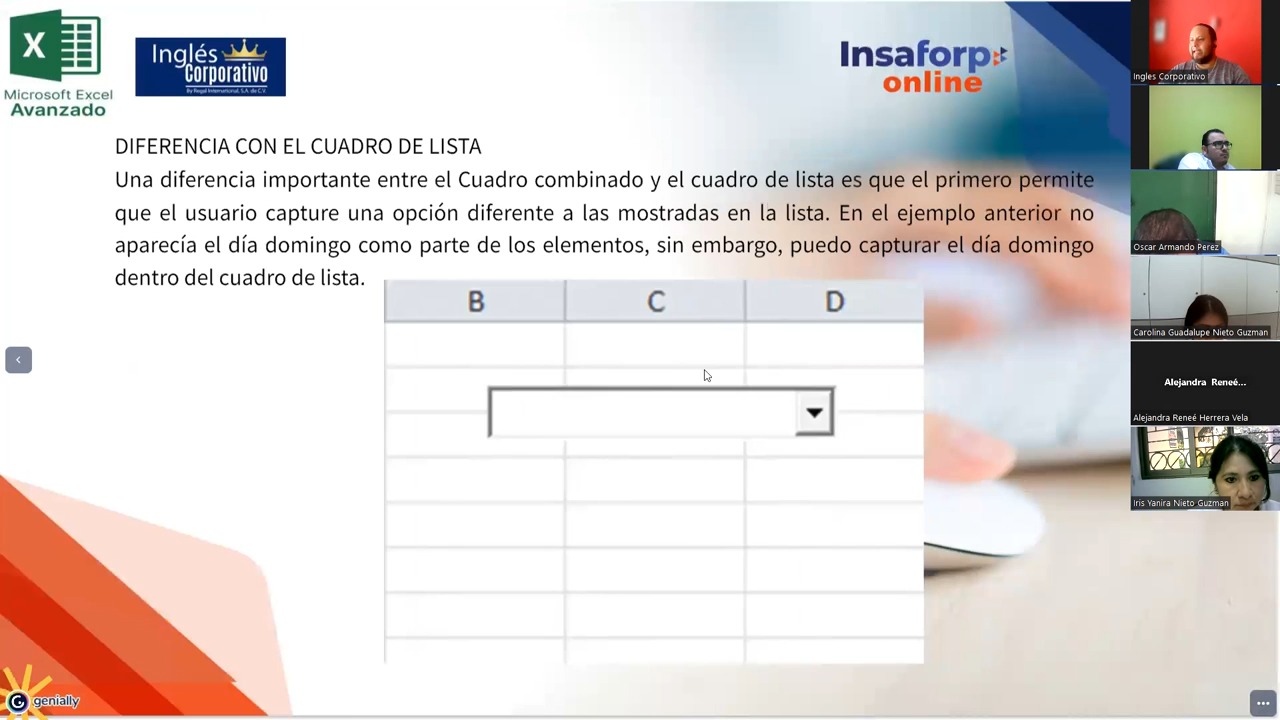 X
Microsoft Excel
Avanzado
Inglés
Corporativo
By Regal International, S.A. de C.V.
Insaforp
online
DIFERENCIA CON EL CUADRO DE LISTA
Una diferencia importante entre el Cuadro combinado y el cuadro de lista es que el primero permite
que el usuario capture una opción diferente a las mostradas en la lista. En el ejemplo anterior no
aparecía el día domingo como parte de los elementos, sin embargo, puedo capturar el día domingo
dentro del cuadro de lista.
B C D
genially
Ingles Corporativo
Oscar Armando Perez
Carolina Guadalupe Nieto Guzman
Alejandra Reneé...
Alejandra Reneé Herrera Vela
Iris Yanira Nieto Guzman